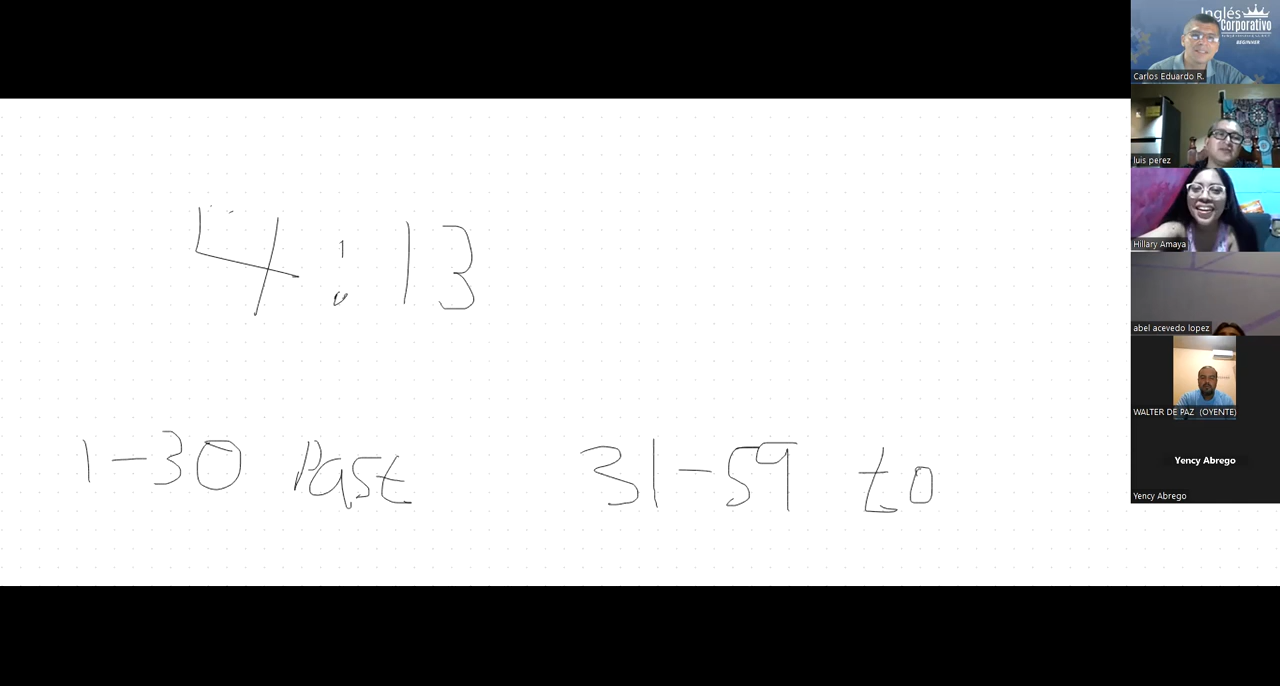 4:13
1-30 Past 31-59 to
Inglés
Corporativo
BEGINNER
Carlos Eduardo R.
luis perez
Hillary Amaya
abel acevedo lopez
WALTER DE PAZ (OYENTE)
Yency Abrego
Yency Abrego